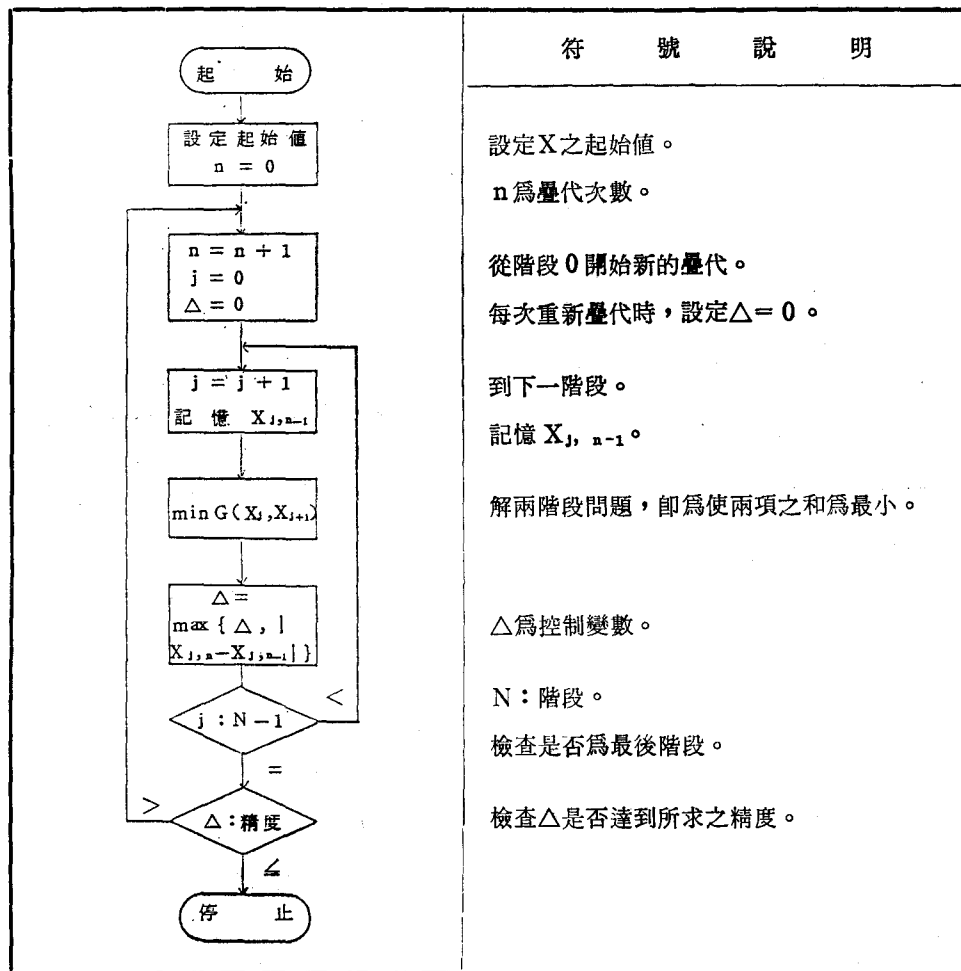 符 號 說 明
起 始
設定起始值
n = 0
設定X之起始值。
n爲疊代次數。
n = n + 1
j = 0
△ = 0
從階段0開始新的疊代。
每次重新疊代時，設定△= 0。
j = j + 1
記 憶 Xj,n-1
到下一階段。
記憶 Xj, n-1。
min G(Xj,Xj+1)
解兩階段問題，即爲使兩項之和爲最小。
△ =
max { △ , |
Xj,n-Xj,n-1| }
△爲控制變數。
<
j : N-1
N：階段。
檢查是否爲最後階段。
=
>
△：精度
檢查△是否達到所求之精度。
≦
停 止